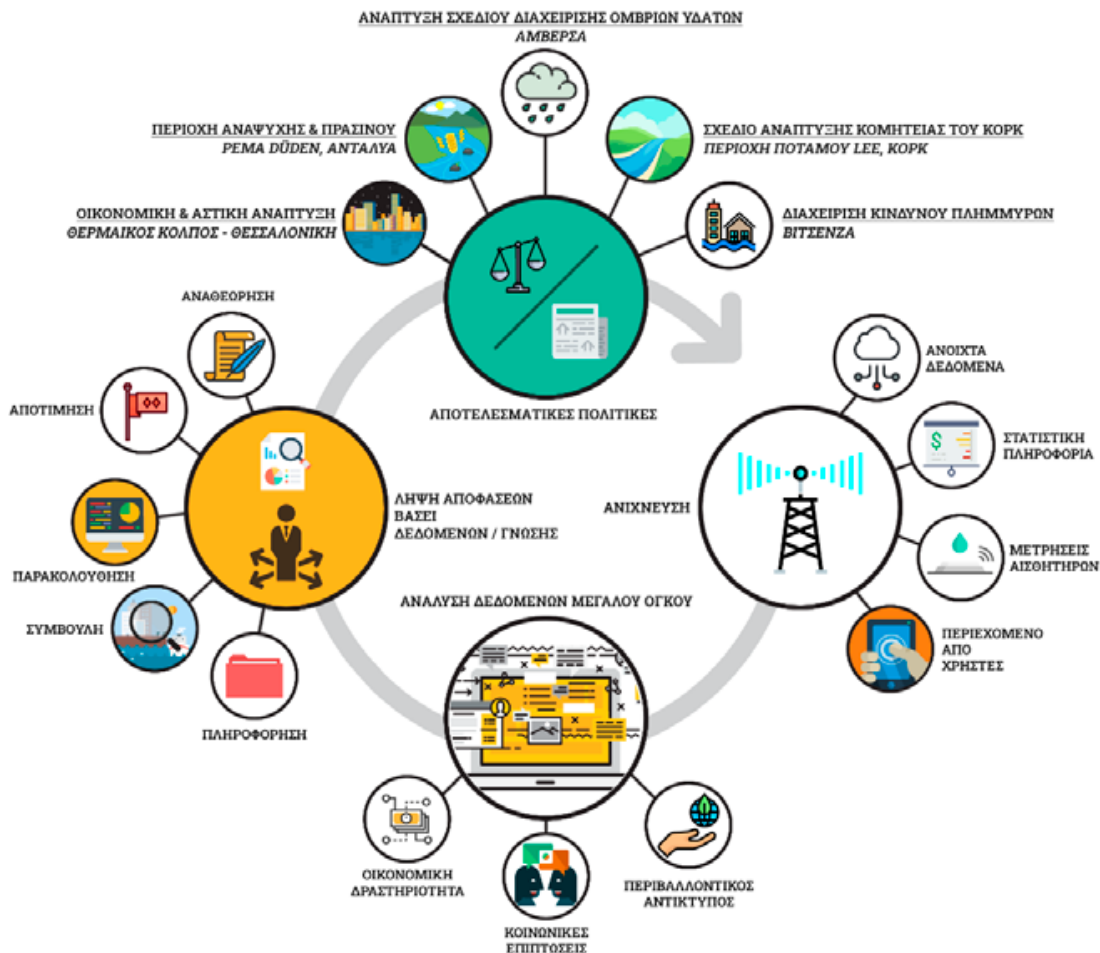 ΑΝΑΠΤΥΞΗ ΣΧΕΔΙΟΥ ΔΙΑΧΕΙΡΙΣΗΣ ΟΜΒΡΙΩΝ ΥΔΑΤΩΝ
ΑΜΒΕΡΣΑ
ΠΕΡΙΟΧΗ ΑΝΑΨΥΧΗΣ & ΠΡΑΣΙΝΟΥ
ΡΕΜΑ DÜDEN, ΑΝΤΑΛΥΑ
ΣΧΕΔΙΟ ΑΝΑΠΤΥΞΗΣ ΚΟΜΗΤΕΙΑΣ ΤΟΥ ΚΟΡΚ
ΠΕΡΙΟΧΗ ΠΟΤΑΜΟΥ LEE, ΚΟΡΚ
ΟΙΚΟΝΟΜΙΚΗ & ΑΣΤΙΚΗ ΑΝΑΠΤΥΞΗ
ΘΕΡΜΑΙΚΟΣ ΚΟΛΠΟΣ - ΘΕΣΣΑΛΟΝΙΚΗ
ΔΙΑΧΕΙΡΙΣΗ ΚΙΝΔΥΝΟΥ ΠΛΗΜΜΥΡΩΝ
ΒΙΤΣΕΝΖΑ
ΑΠΟΤΕΛΕΣΜΑΤΙΚΕΣ ΠΟΛΙΤΙΚΕΣ
ΑΝΑΘΕΩΡΗΣΗ
ΑΠΟΤΙΜΗΣΗ
ΠΑΡΑΚΟΛΟΥΘΗΣΗ
ΣΥΜΒΟΥΛΗ
ΠΛΗΡΟΦΟΡΗΣΗ
ΛΗΨΗ ΑΠΟΦΑΣΕΩΝ
ΒΑΣΕΙ
ΔΕΔΟΜΕΝΩΝ / ΓΝΩΣΗΣ
ΑΝΟΙΧΤΑ
ΔΕΔΟΜΕΝΑ
ΣΤΑΤΙΣΤΙΚΗ
ΠΛΗΡΟΦΟΡΙΑ
ΑΝΙΧΝΕΥΣΗ
ΜΕΤΡΗΣΕΙΣ
ΑΙΣΘΗΤΗΡΩΝ
ΠΕΡΙΕΧΟΜΕΝΟ
ΑΠΟ
ΧΡΗΣΤΕΣ
ΑΝΑΛΥΣΗ ΔΕΔΟΜΕΝΩΝ ΜΕΓΑΛΟΥ ΟΓΚΟΥ
ΟΙΚΟΝΟΜΙΚΗ
ΔΡΑΣΤΗΡΙΟΤΗΤΑ
ΚΟΙΝΩΝΙΚΕΣ
ΕΠΙΠΤΩΣΕΙΣ
ΠΕΡΙΒΑΛΛΟΝΤΙΚΟΣ
ΑΝΤΙΚΤΥΠΟΣ